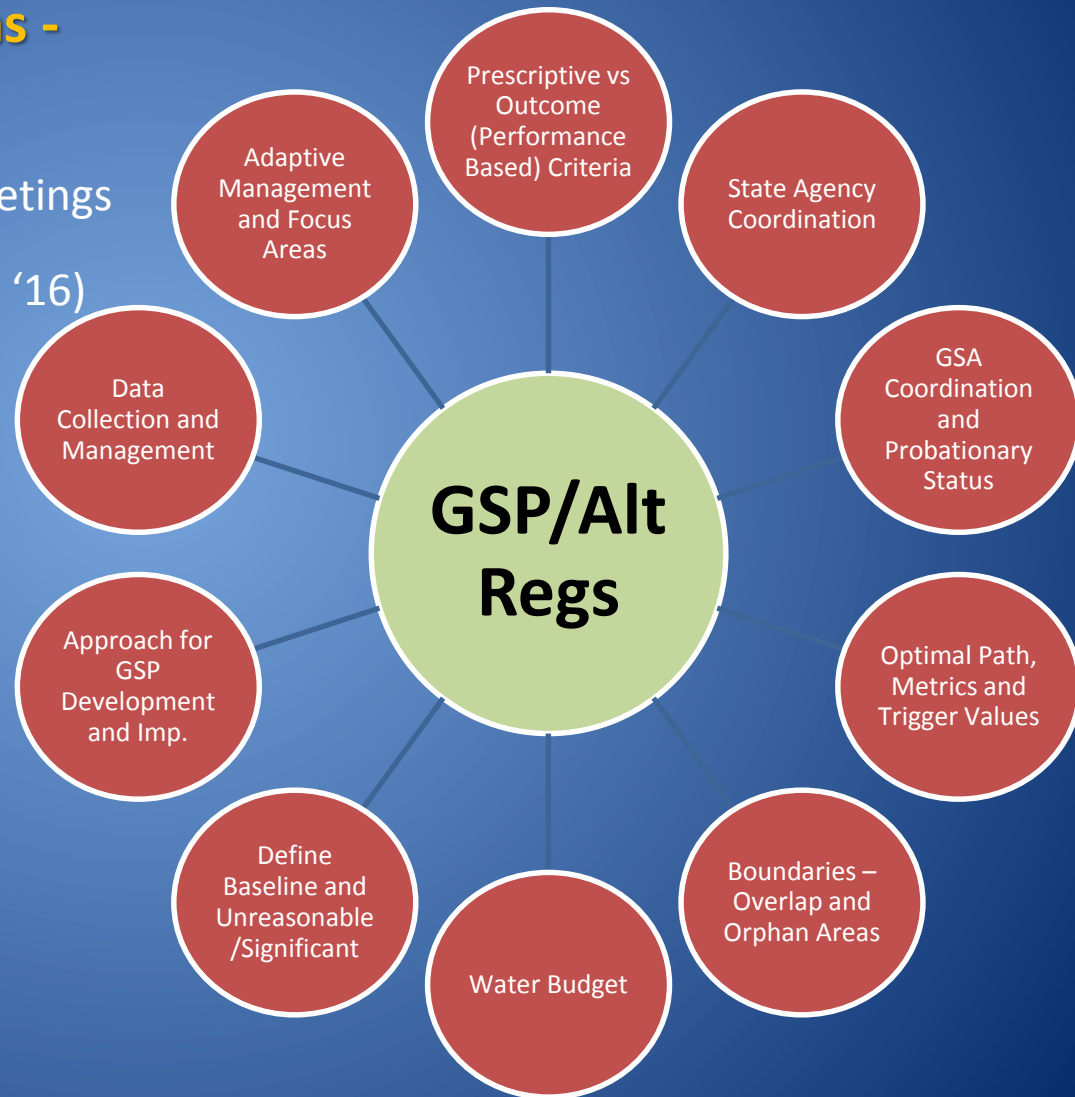 ns -
etings
‘16)
Prescriptive vs
Outcome
(Performance
Based) Criteria
State Agency
Coordination
GSA
Coordination
and
Probationary
Status
Optimal Path,
Metrics and
Trigger Values
Boundaries –
Overlap and
Orphan Areas
Water Budget
Define
Baseline and
Unreasonable
/Significant
Approach for
GSP
Development
and Imp.
Data
Collection and
Management
Adaptive
Management
and Focus
Areas
GSP/Alt
Regs